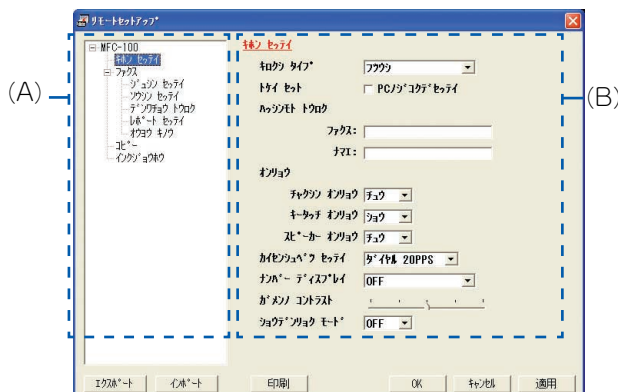 リモートセットアップ
MFC-100
キホン セッテイ
ファクス
ジュシン セッテイ
ソウシン セッテイ
デンワチョウ トウロク
レポート セッテイ
オウヨウ キノウ
コピー
インクジョウホウ
(A)
キホン セッテイ
キロクシ タイプ フツウシ
トケイ セット PCノジコクデセッテイ
ハッシンモト トウロク
ファクス:
ナマエ:
オンリョウ
チャクシン オンリョウ チュウ
キータッチ オンリョウ ショウ
スピーカー オンリョウ チュウ
カイセンシュベツ セッテイ ダイヤル 20PPS
ナンバー ディスプレイ OFF
ガメンノ コントラスト
ショウデンリョク モード OFF
(B)
エクスポート インポート 印刷 OK キャンセル 適用